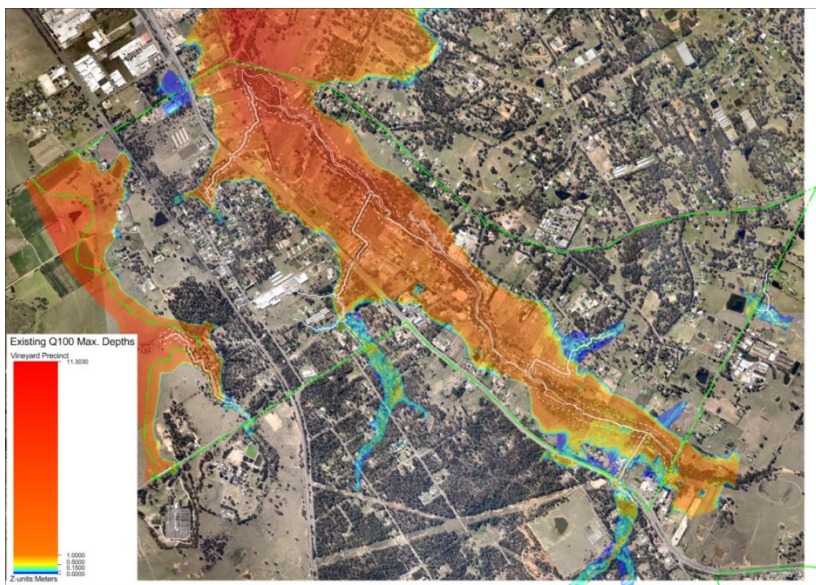 Existing Q100 Max. Depths
Vineyard Precinct
11.3030
1.0000
0.5000
0.1500
0.0000
Z-units:Meters